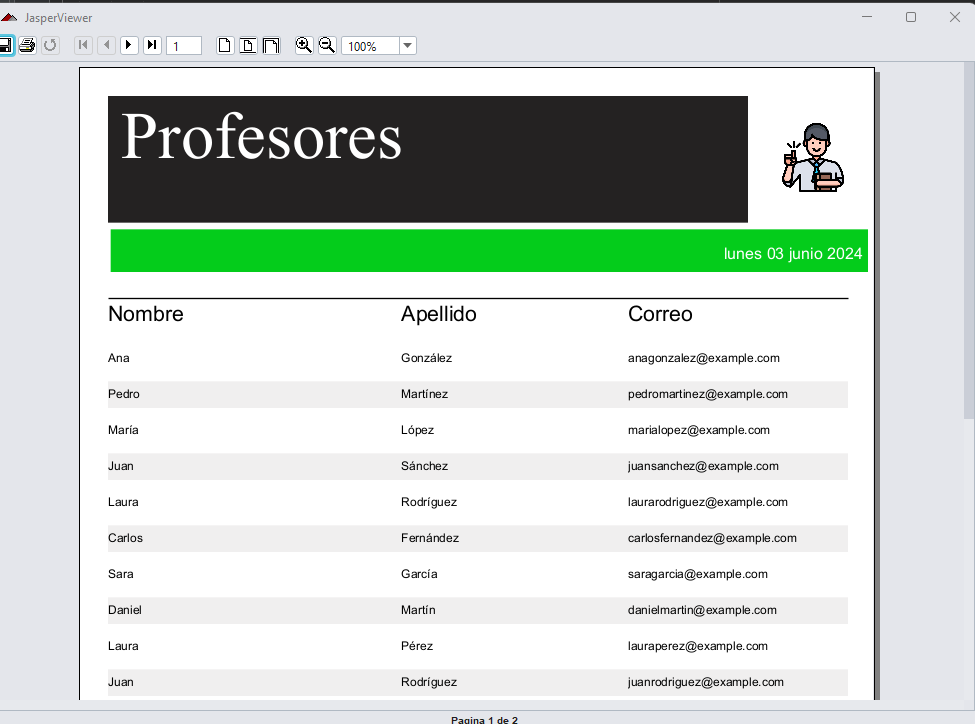 JasperViewer
1
100%
Profesores
lunes 03 junio 2024
Nombre Apellido Correo
Ana González anagonzalez@example.com
Pedro Martínez pedromartinez@example.com
María López marialopez@example.com
Juan Sánchez juansanchez@example.com
Laura Rodríguez laurarodriguez@example.com
Carlos Fernández carlosfernandez@example.com
Sara García saragarcia@example.com
Daniel Martín danielmartin@example.com
Laura Pérez lauraperez@example.com
Juan Rodríguez juanrodriguez@example.com
Pagina 1 de 2